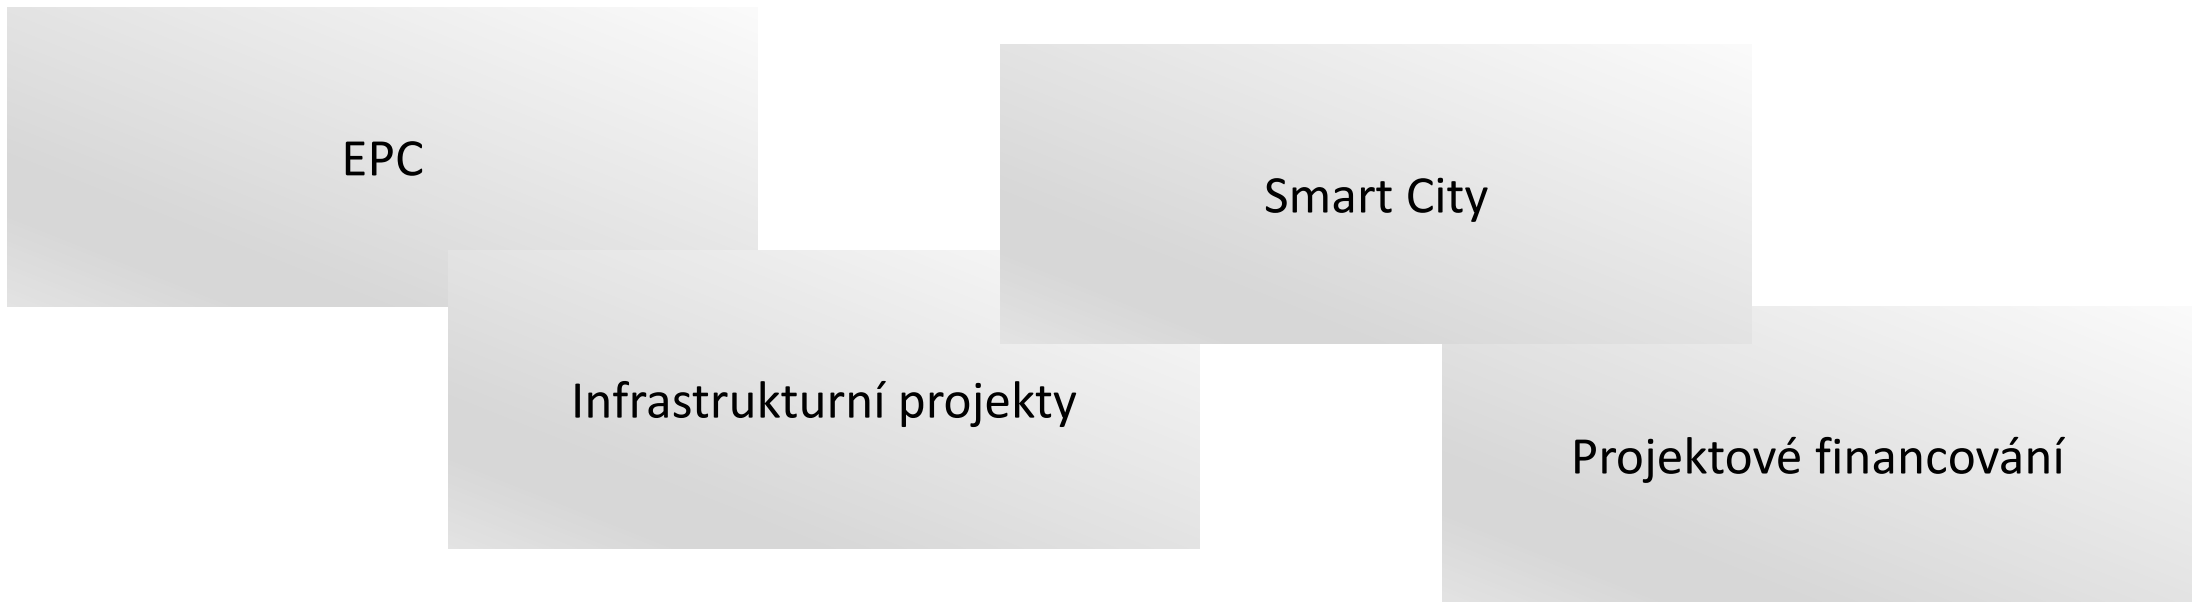 EPC
Smart City
Infrastrukturní projekty
Projektové financování